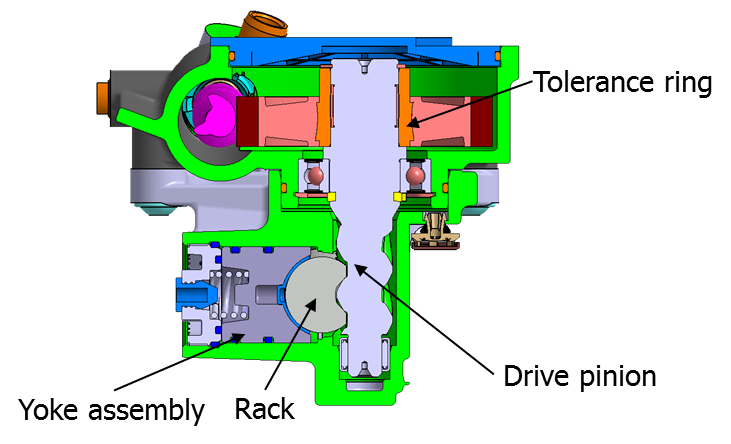 Tolerance ring
Drive pinion
Yoke assembly
Rack